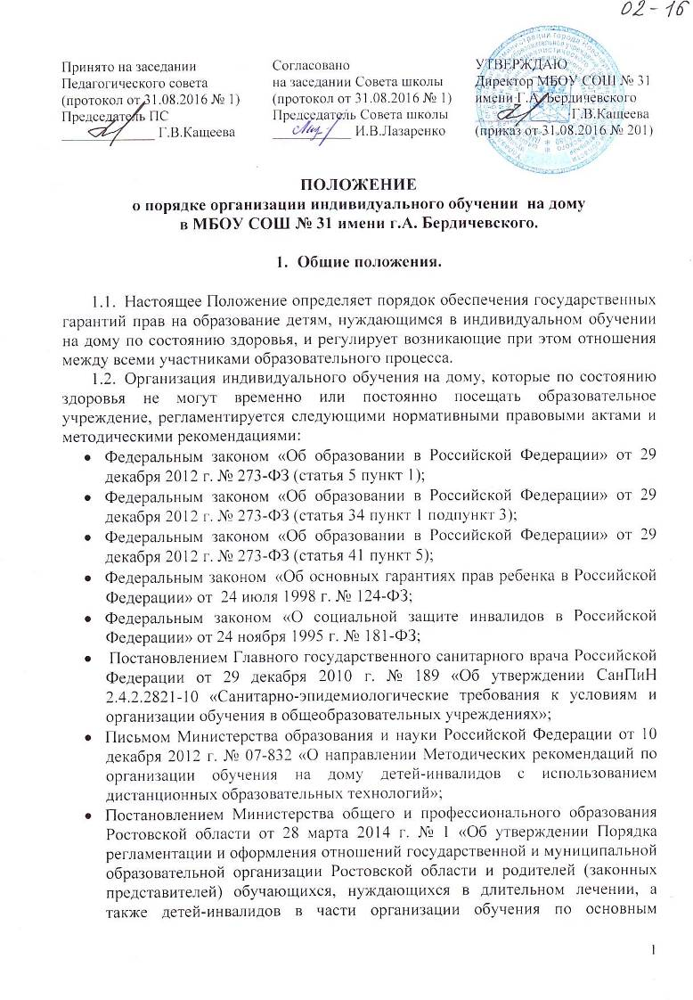 02-16
Принято на заседании
Педагогического совета
(протокол от 31.08.2016 № 1)
Председатель ПС
______________ Г.В.Кащеева
Согласовано
на заседании Совета школы
(протокол от 31.08.2016 № 1)
Председатель Совета школы
____________ И.В.Лазаренко
УТВЕРЖДАЮ
Директор МБОУ СОШ № 31
имени Г.А. Бердичевского
Г.В.Кащеева
(приказ от 31.08.2016 № 201)
ПОЛОЖЕНИЕ
о порядке организации индивидуального обучении на дому
в МБОУ СОШ № 31 имени г.А. Бердичевского.
1. Общие положения.
1.1. Настоящее Положение определяет порядок обеспечения государственных
гарантий прав на образование детям, нуждающимся в индивидуальном обучении
на дому по состоянию здоровья, и регулирует возникающие при этом отношения
между всеми участниками образовательного процесса.
1.2. Организация индивидуального обучения на дому, которые по состоянию
здоровья не могут временно или постоянно посещать образовательное
учреждение, регламентируется следующими нормативными правовыми актами и
методическими рекомендациями:
• Федеральным законом «Об образовании в Российской Федерации» от 29
декабря 2012 г. № 273-ФЗ (статья 5 пункт 1);
• Федеральным законом «Об образовании в Российской Федерации» от 29
декабря 2012 г. № 273-ФЗ (статья 34 пункт 1 подпункт 3);
• Федеральным законом «Об образовании в Российской Федерации» от 29
декабря 2012 г. № 273-ФЗ (статья 41 пункт 5);
• Федеральным законом «Об основных гарантиях прав ребенка в Российской
Федерации» от 24 июля 1998 г. № 124-ФЗ;
• Федеральным законом «О социальной защите инвалидов в Российской
Федерации» от 24 ноября 1995 г. № 181-ФЗ;
• Постановлением Главного государственного санитарного врача Российской
Федерации от 29 декабря 2010 г. № 189 «Об утверждении СанПиН
2.4.2.2821-10 «Санитарно-эпидемиологические требования к условиям и
организации обучения в общеобразовательных учреждениях»;
• Письмом Министерства образования и науки Российской Федерации от 10
декабря 2012 г. № 07-832 «О направлении Методических рекомендаций по
организации обучения на дому детей-инвалидов с использованием
дистанционных образовательных технологий»;
• Постановлением Министерства общего и профессионального образования
Ростовской области от 28 марта 2014 г. № 1 «Об утверждении Порядка
регламентации и оформления отношений государственной и муниципальной
образовательной организации Ростовской области и родителей (законных
представителей) обучающихся, нуждающихся в длительном лечении, а
также детей-инвалидов в части организации обучения по основным
1